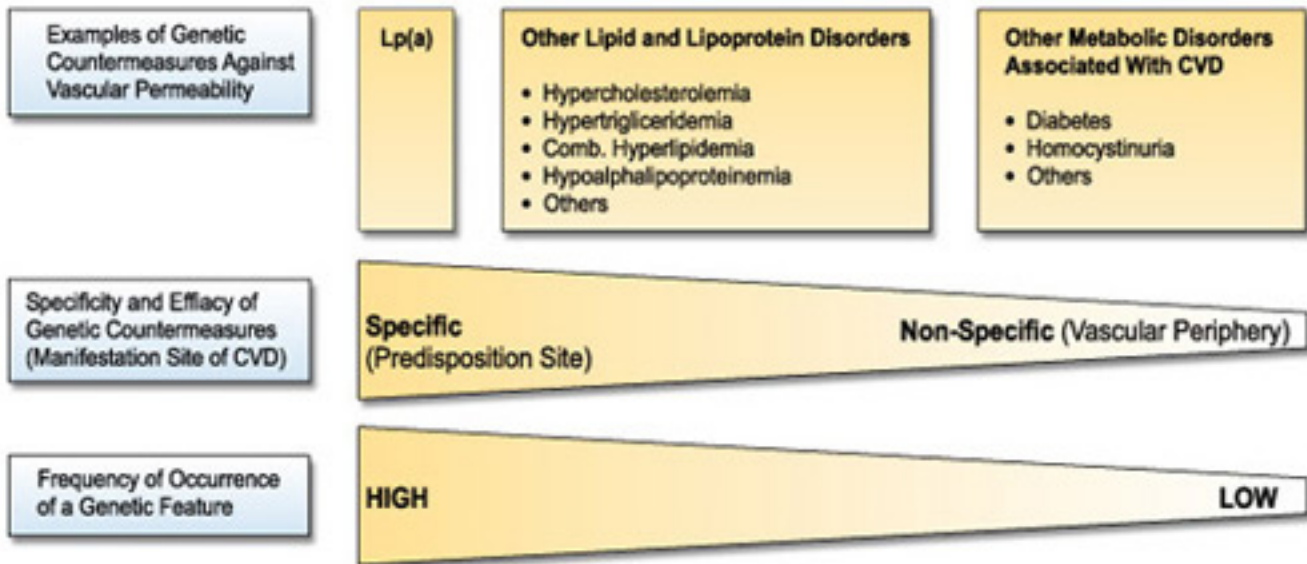 Examples of Genetic
Countermeasures Against
Vascular Permeability
Lp(a)
Other Lipid and Lipoprotein Disorders
• Hypercholesterolemia
• Hypertrigliceridemia
• Comb. Hyperlipidemia
• Hypoalphalipoproteinemia
• Others
Other Metabolic Disorders
Associated With CVD
• Diabetes
• Homocystinuria
• Others
Specificity and Effiacy of
Genetic Countermeasures
(Manifestation Site of CVD)
Specific
(Predisposition Site)
Non-Specific (Vascular Periphery)
Frequency of Occurrence
of a Genetic Feature
HIGH
LOW